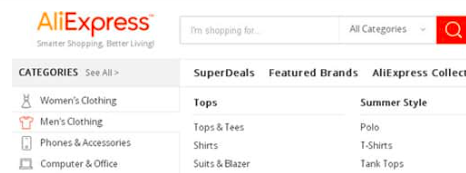 AliExpress™
Smarter Shopping, Better Living!
I'm shopping for...
All Categories
CATEGORIES See All >
SuperDeals Featured Brands AliExpress Collect
Women's Clothing
Men's Clothing
Phones & Accessories
Computer & Office
Tops
Tops & Tees
Shirts
Suits & Blazer
Summer Style
Polo
T-Shirts
Tank Tops